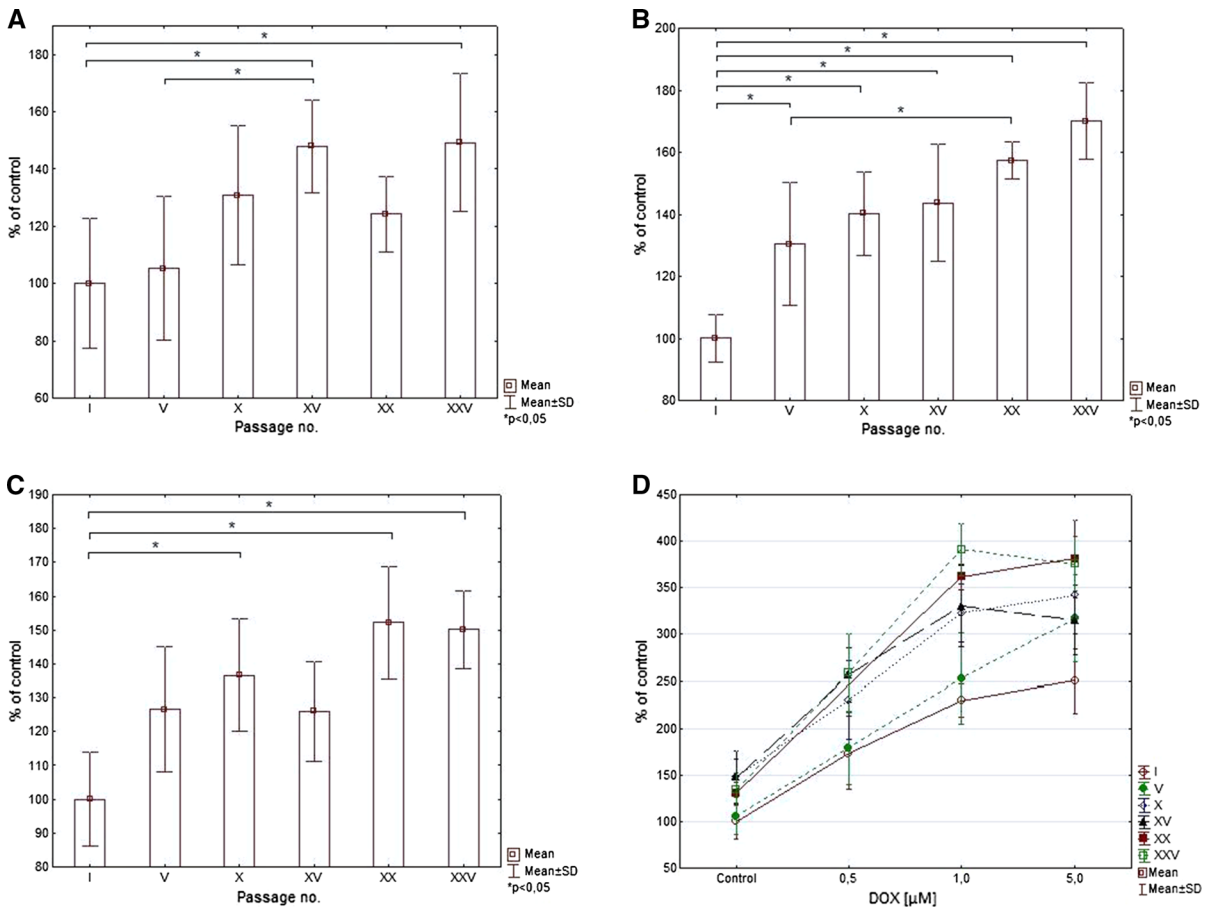 A
% of control
180
160
140
120
100
80
60
* 
*
*
I V X XV XX XXV
Passage no.
Mean
Mean±SD
*p<0,05
B
% of control
200
180
160
140
120
100
80
*
*
*
*
*
*
I V X XV XX XXV
Passage no.
Mean
Mean±SD
*p<0,05
C
% of control
190
180
170
160
150
140
130
120
110
100
90
80
*
*
*
I V X XV XX XXV
Passage no.
Mean
Mean±SD
*p<0,05
D
% of control
450
400
350
300
250
200
150
100
50
Control 0,5 1,0 5,0
DOX [µM]
I
V
X
XV
XX
XXV
Mean
Mean±SD